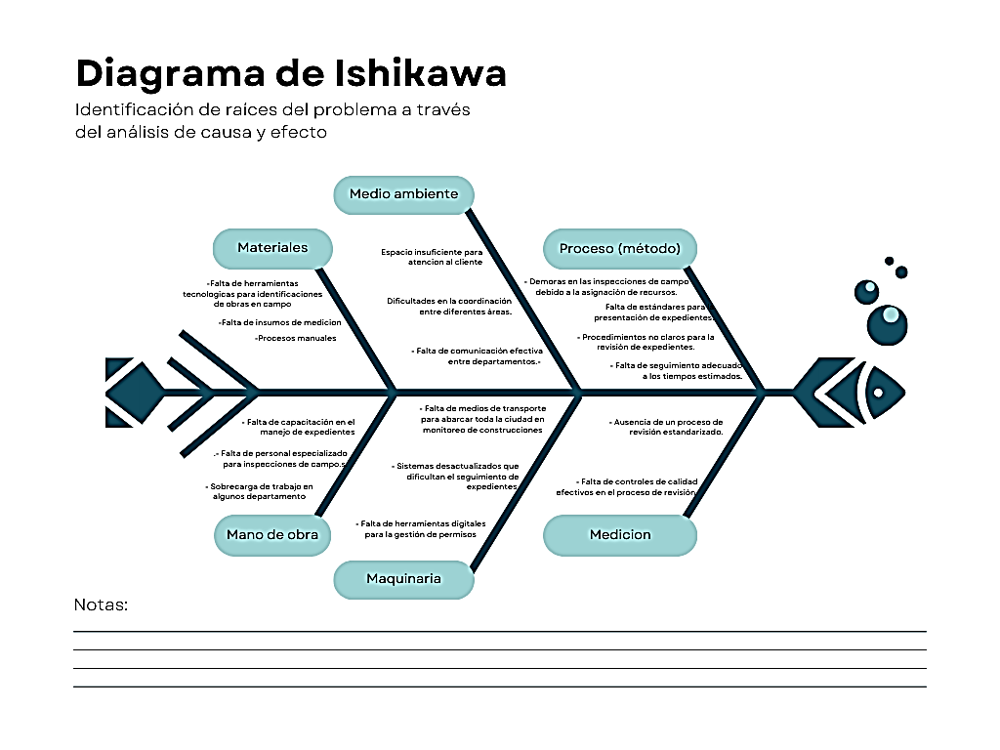 Diagrama de Ishikawa
Identificación de raíces del problema a través
del análisis de causa y efecto
Medio ambiente
Espacio insuficiente para
atencion al cliente
Dificultades en la coordinación
entre diferentes áreas.
- Falta de comunicación efectiva
entre departamentos.-
Materiales
-Falta de herramientas
tecnologicas para identificaciones
de obras en campo
-Falta de insumos de medicion
-Procesos manuales
Proceso (método)
- Demoras en las inspecciones de campo
debido a la asignación de recursos.
Falta de estándares para
presentación de expedientes.
- Procedimientos no claros para la
revisión de expedientes.
- Falta de seguimiento adecuado
a los tiempos estimados.
- Falta de capacitación en el
manejo de expedientes
.- Falta de personal especializado
para inspecciones de campo.s
- Sobrecarga de trabajo en
algunos departamento
Mano de obra
- Falta de medios de transporte
para abarcar toda la ciudad en
monitoreo de construcciones
- Sistemas desactualizados que
dificultan el seguimiento de
expedientes
- Falta de herramientas digitales
para la gestión de permisos
Maquinaria
- Ausencia de un proceso de
revisión estandarizado.
- Falta de controles de calidad
efectivos en el proceso de revisión
Medicion
Notas: